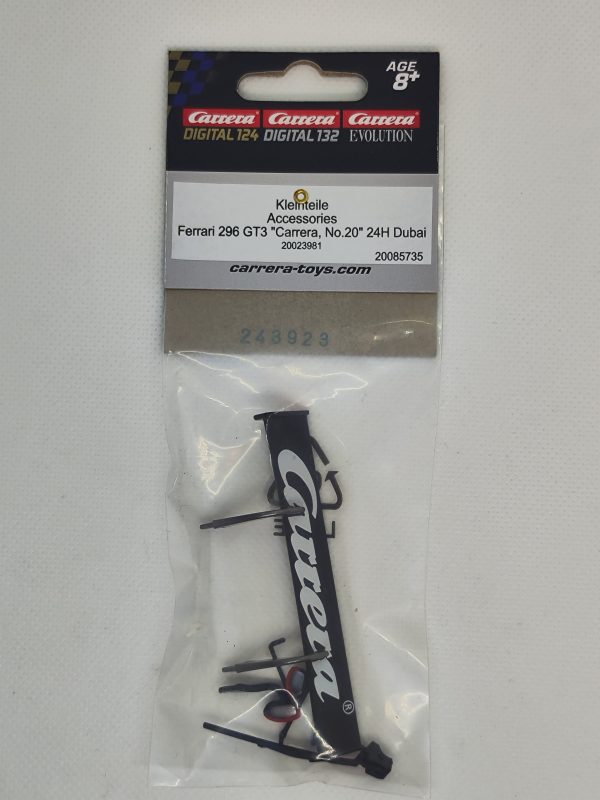 AGE
8+
Carrera Carrera Carrera
DIGITAL 124 DIGITAL 132 EVOLUTION
Kleinteile
Accessories
Ferrari 296 GT3 "Carrera, No.20" 24H Dubai
20023981
20085735
carrera-toys.com
248923
Carrera
®